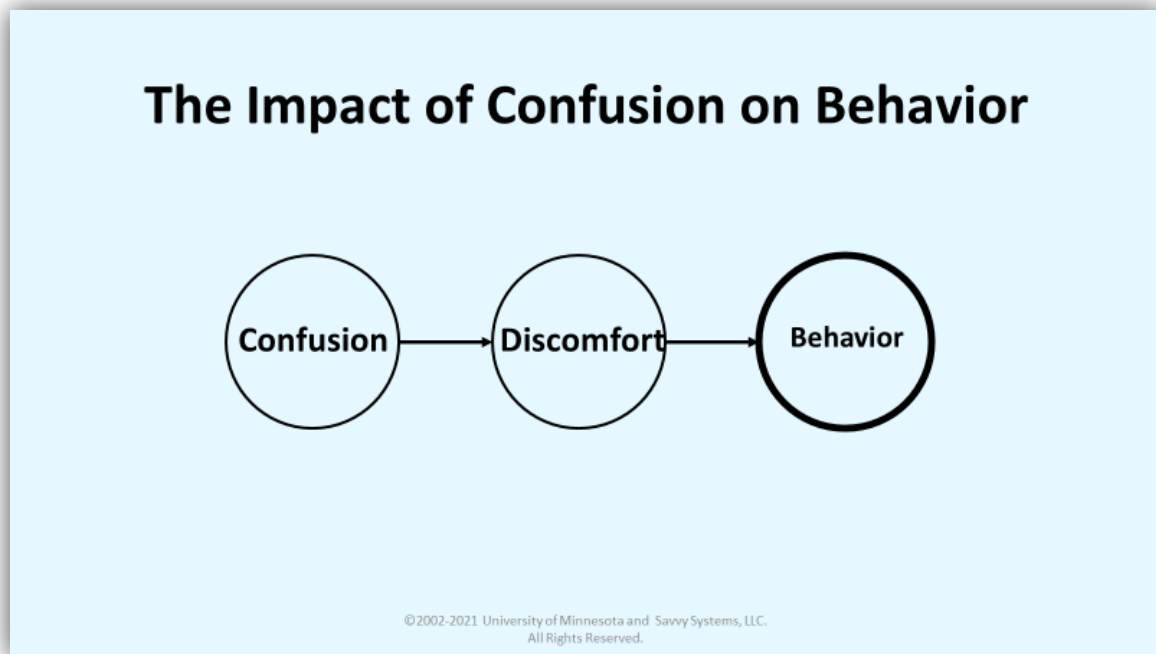 The Impact of Confusion on Behavior
Confusion
Discomfort
Behavior
©2002-2021 University of Minnesota and Savvy Systems, LLC.
All Rights Reserved.